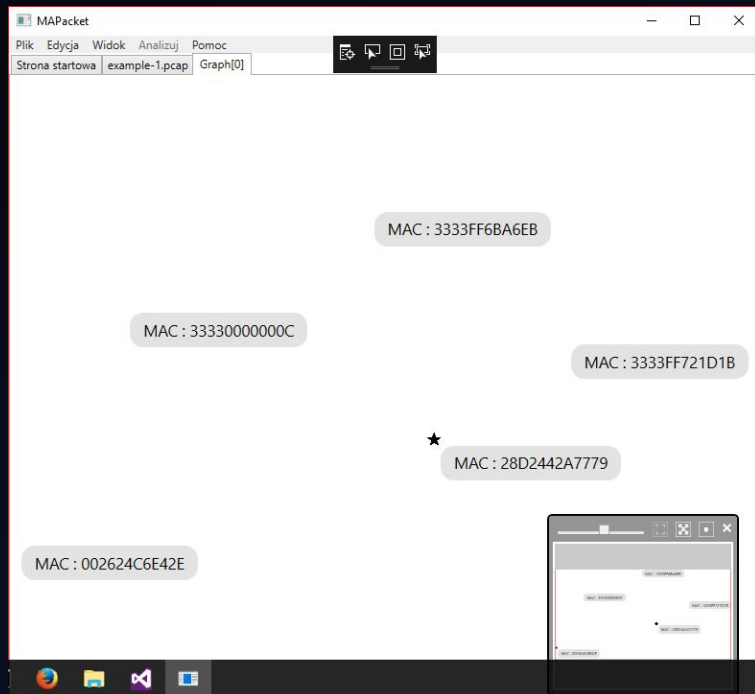 MAPacket
Plik Edycja Widok Analizuj Pomoc
Strona startowa example-1.pcap Graph[0]
MAC : 3333FF6BA6EB
MAC : 33330000000C
MAC : 3333FF721D1B
MAC : 28D2442A7779
MAC : 002624C6E42E